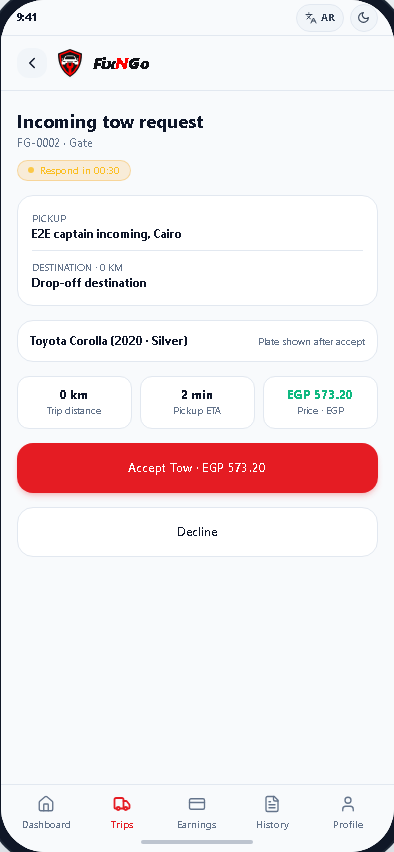 9:41
AR
FixNGo
Incoming tow request
FG-0002 · Gate
Respond in 00:30
PICKUP
E2E captain incoming, Cairo
DESTINATION · 0 KM
Drop-off destination
Toyota Corolla (2020 · Silver)
Plate shown after accept
0 km
Trip distance
2 min
Pickup ETA
EGP 573.20
Price · EGP
Accept Tow · EGP 573.20
Decline
Dashboard
Trips
Earnings
History
Profile